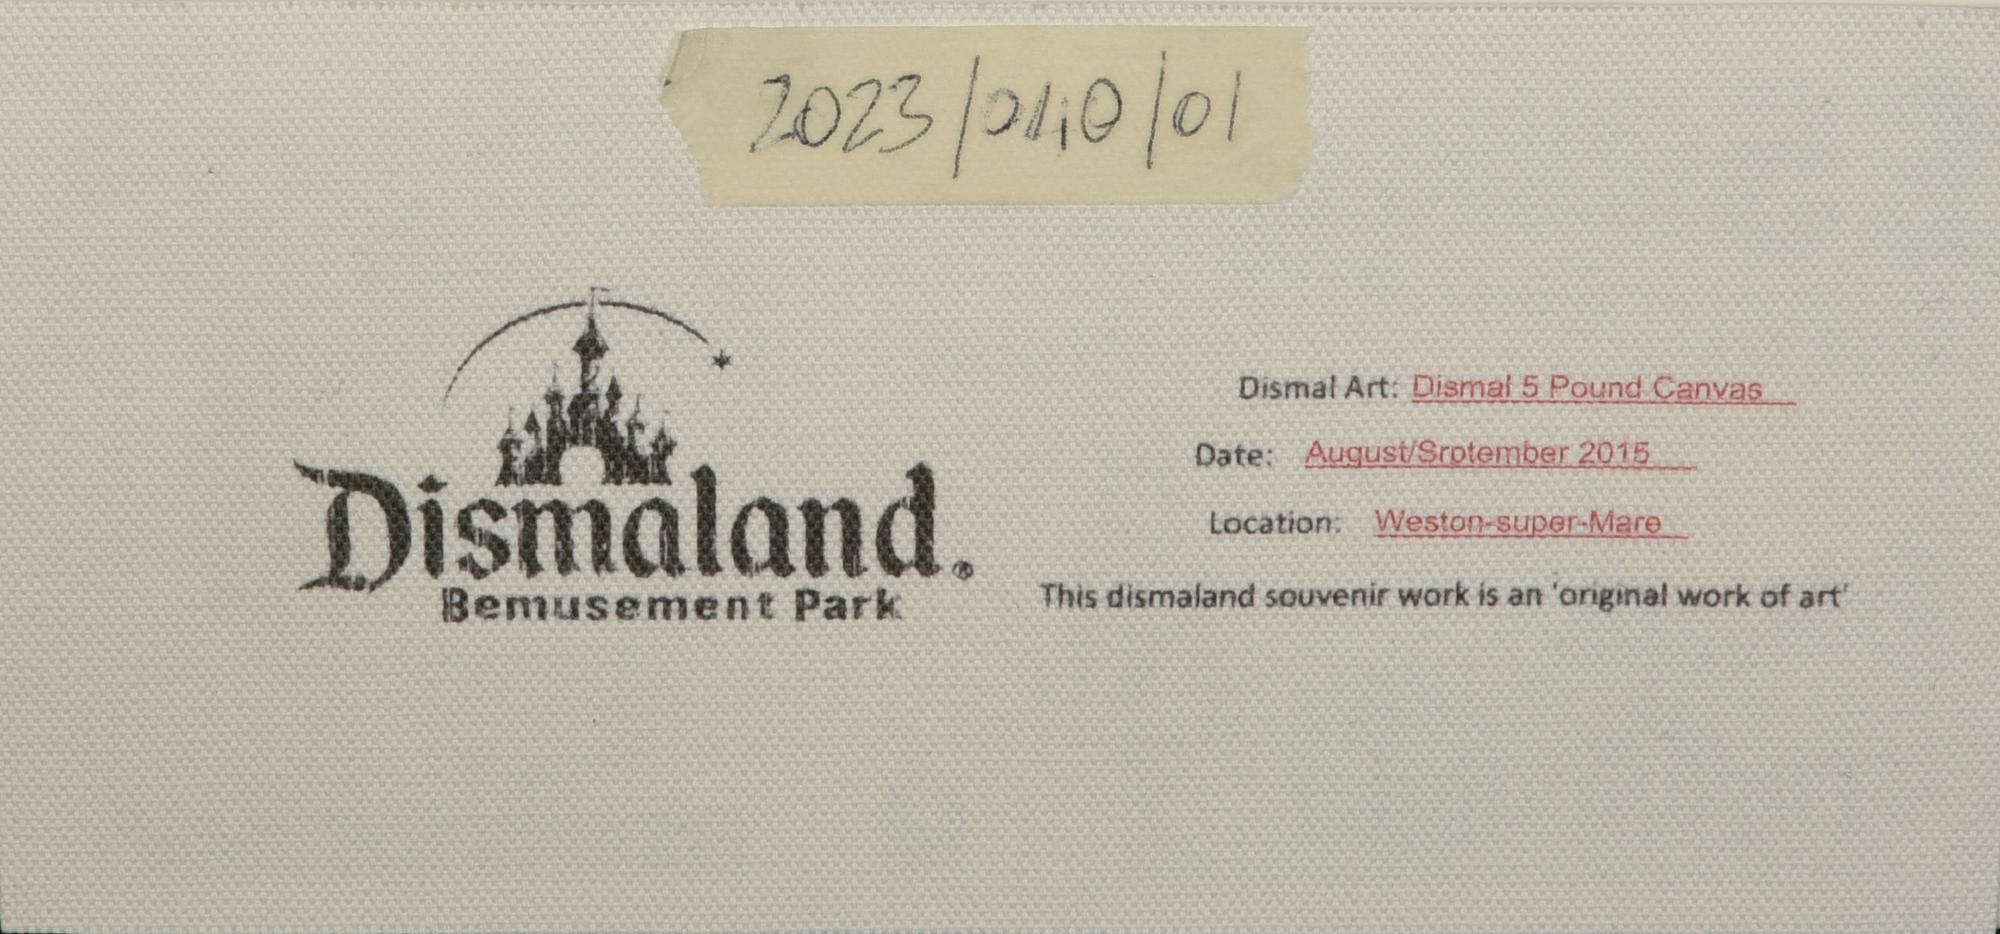 2023/040/01
Dismaland®
Bemusement Park
Dismal Art: Dismal 5 Pound Canvas
Date: August/Srptember 2015
Location: Weston-super-Mare
This dismaland souvenir work is an 'original work of art'